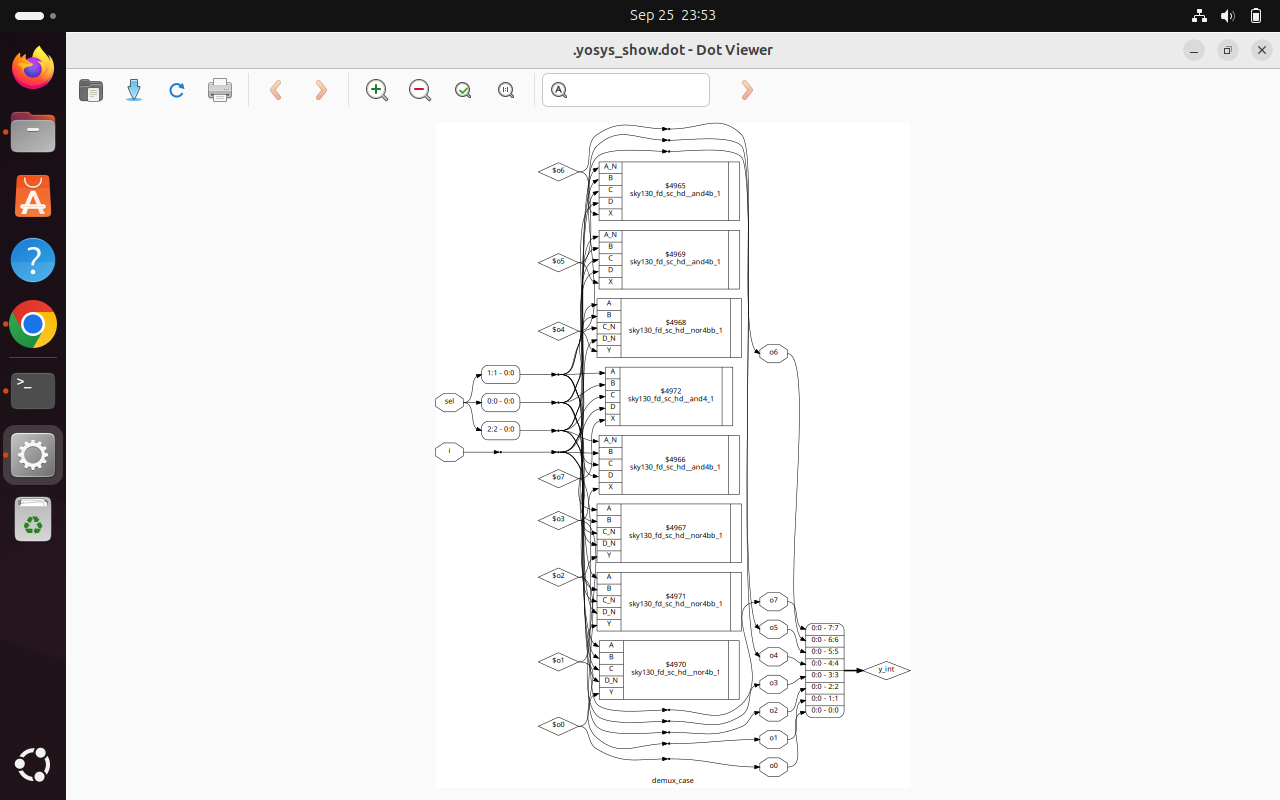 Sep 25 23:53
.yosys_show.dot - Dot Viewer
$o6
A_N
B
C
D
X
$4965
sky130_fd_sc_hd__and4b_1
$o5
A_N
B
C
D
X
$4969
sky130_fd_sc_hd__and4b_1
$o4
A
B
C_N
D_N
Y
$4968
sky130_fd_sc_hd__nor4bb_1
o6
sel
1:1 - 0:0
0:0 - 0:0
2:2 - 0:0
i
A
B
C
D
X
$4972
sky130_fd_sc_hd__and4_1
$o7
A_N
B
C
D
X
$4966
sky130_fd_sc_hd__and4b_1
$o3
A
B
C_N
D_N
Y
$4967
sky130_fd_sc_hd__nor4bb_1
$o2
A
B
C_N
D_N
Y
$4971
sky130_fd_sc_hd__nor4bb_1
$o1
A
B
C
D_N
Y
$4970
sky130_fd_sc_hd__nor4b_1
$o0
o7
o5
o4
o3
o2
o1
o0
0:0 - 7:7
0:0 - 6:6
0:0 - 5:5
0:0 - 4:4
0:0 - 3:3
0:0 - 2:2
0:0 - 1:1
0:0 - 0:0
y_int
demux_case